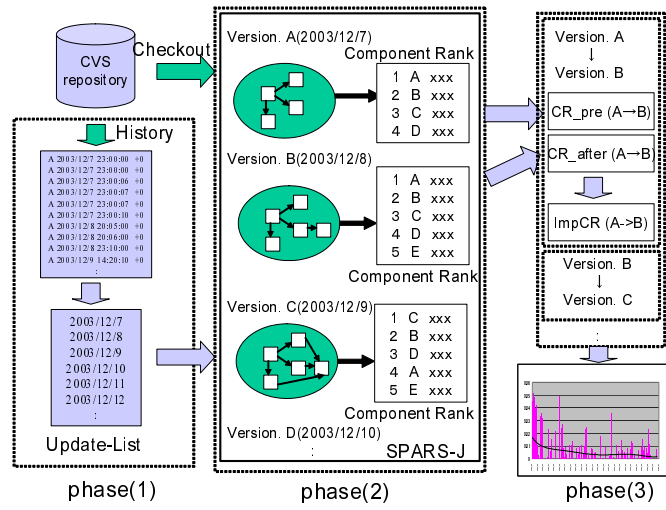 CVS
repository
Checkout
History
A 2003/12/7 23:00:00 +0
A 2003/12/7 23:00:00 +0
A 2003/12/7 23:00:06 +0
A 2003/12/7 23:00:07 +0
A 2003/12/7 23:00:07 +0
A 2003/12/7 23:00:10 +0
A 2003/12/8 20:05:00 +0
A 2003/12/8 20:06:00 +0
A 2003/12/8 23:10:00 +0
A 2003/12/9 14:20:10 +0
:
2003/12/7
2003/12/8
2003/12/9
2003/12/10
2003/12/11
2003/12/12
:
Update-List
phase(1)
Version. A(2003/12/7)
Component Rank
1 A xxx
2 B xxx
3 C xxx
4 D xxx
Version. B(2003/12/8)
1 A xxx
2 B xxx
3 C xxx
4 D xxx
5 E xxx
Component Rank
Version. C(2003/12/9)
1 C xxx
2 B xxx
3 D xxx
4 A xxx
5 E xxx
Component Rank
Version. D(2003/12/10)
:
SPARS-J
phase(2)
Version. A
↓
Version. B
CR_pre (A→B)
CR_after (A→B)
ImpCR (A->B)
Version. B
↓
Version. C
:
phase(3)